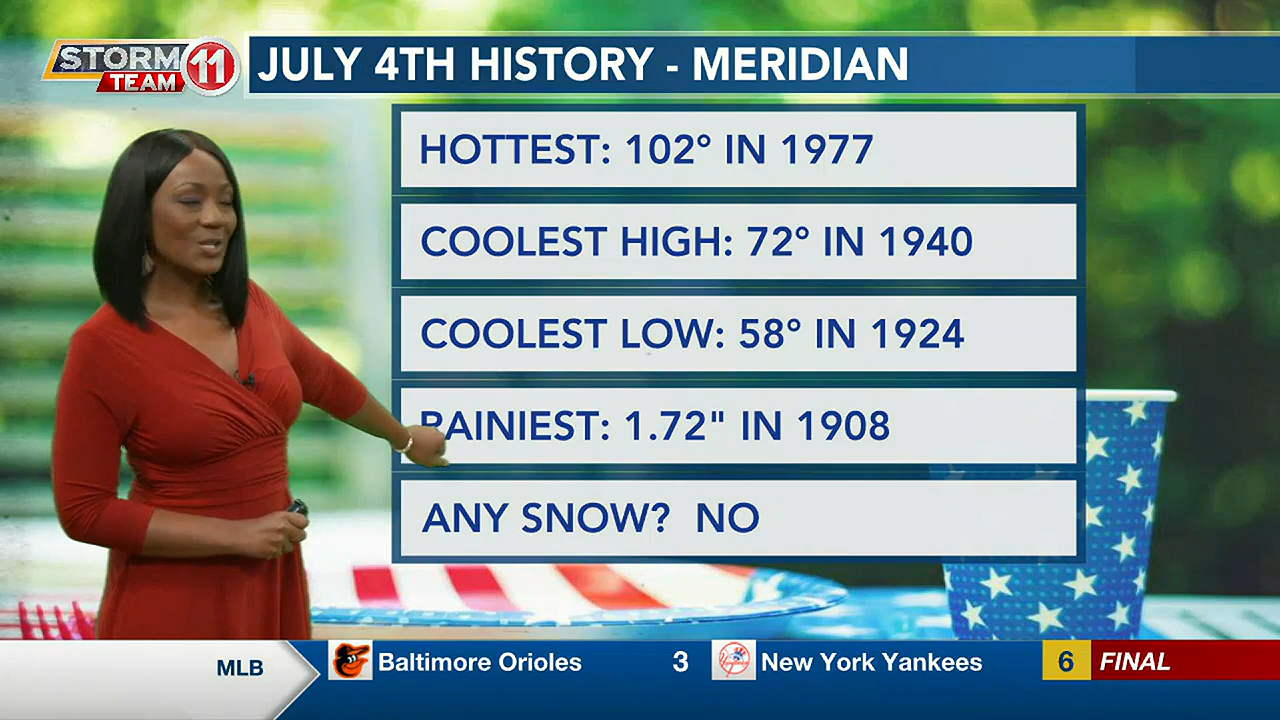 STORM
TEAM
11
JULY 4TH HISTORY - MERIDIAN
HOTTEST: 102° IN 1977
COOLEST HIGH: 72° IN 1940
COOLEST LOW: 58° IN 1924
RAINIEST: 1.72" IN 1908
ANY SNOW? NO
MLB Baltimore Orioles 3 New York Yankees 6 FINAL